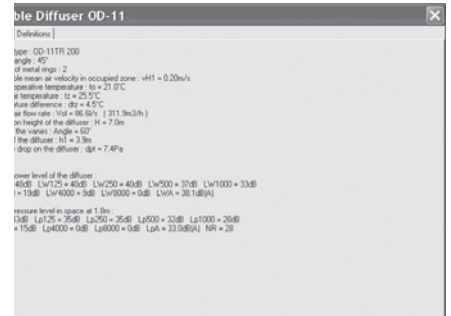 ble Diffuser OD-11
Definitions
type : OD-11TR 200
angle : 45°
of metal rings : 2
ble mean air velocity in occupied zone : vH1 = 0.20m/s
operative temperature : to = 21.0°C
temperature : tz = 25.5°C
ture difference : dtz = 4.5°C
air flow rate : Vol = 86.6l/s ( 311.9m3/h )
on height of the diffuser : H = 7.0m
the vanes : Angle = 60°
the diffuser : h1 = 3.9m
drop on the diffuser : dpt = 7.4Pa
ower level of the diffuser :
48dB LW125 = 40dB LW250 = 40dB LW500 = 37dB LW1000 = 33dB
= 19dB LW4000 = 9dB LW8000 = 0dB LWA = 38.1dB(A)
ressure level in space at 1.8m :
3dB Lp125 = 35dB Lp250 = 35dB Lp500 = 32dB Lp1000 = 28dB
= 15dB Lp4000 = 0dB Lp8000 = 0dB LpA = 33.0dB(A) NR = 28